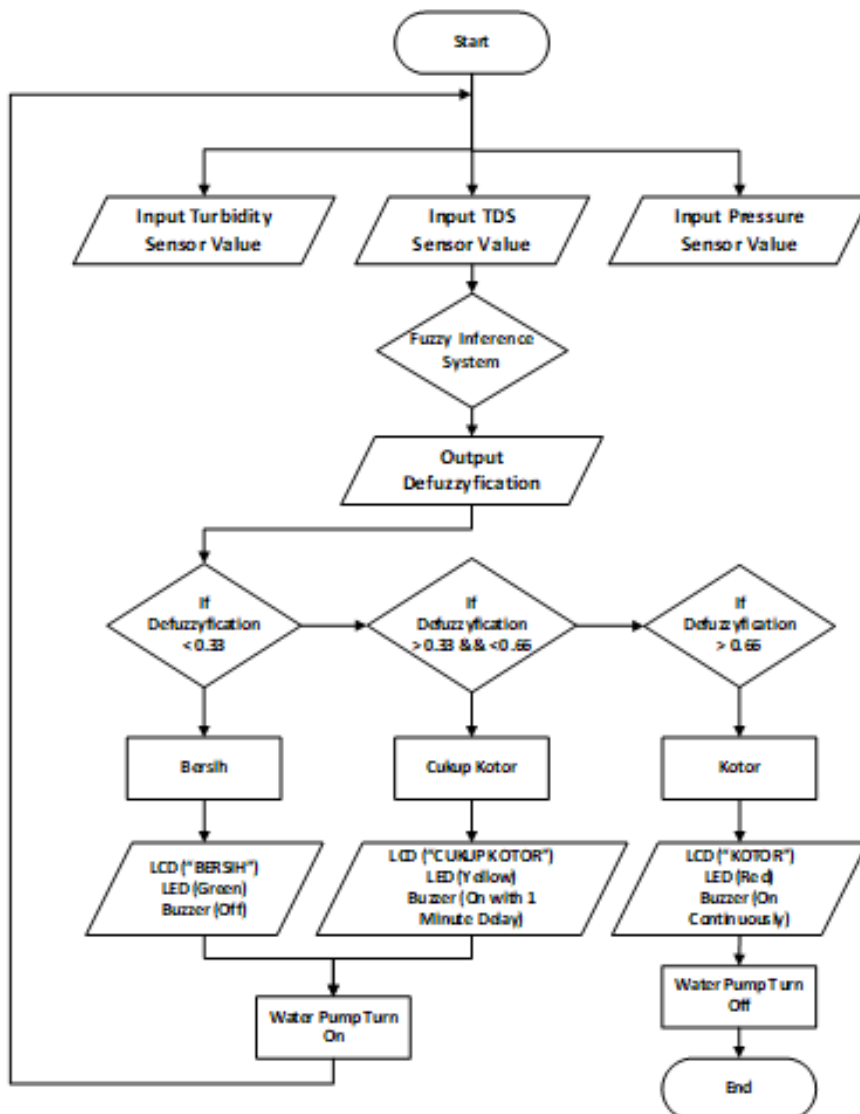 Start
Input Turbidity
Sensor Value
Input TDS
Sensor Value
Input Pressure
Sensor Value
Fuzzy Inference
System
Output
Defuzzyfication
If
Defuzzyfication
< 0.33
If
Defuzzyfication
> 0.33 && <0.66
If
Defuzzyfication
> 0.66
Bersih
Cukup Kotor
Kotor
LCD ("BERSIH")
LED (Green)
Buzzer (Off)
LCD ("CUKUP KOTOR")
LED (Yellow)
Buzzer (On with 1
Minute Delay)
LCD ("KOTOR")
LED (Red)
Buzzer (On
Continuously)
Water Pump Turn
On
Water Pump Turn
Off
End